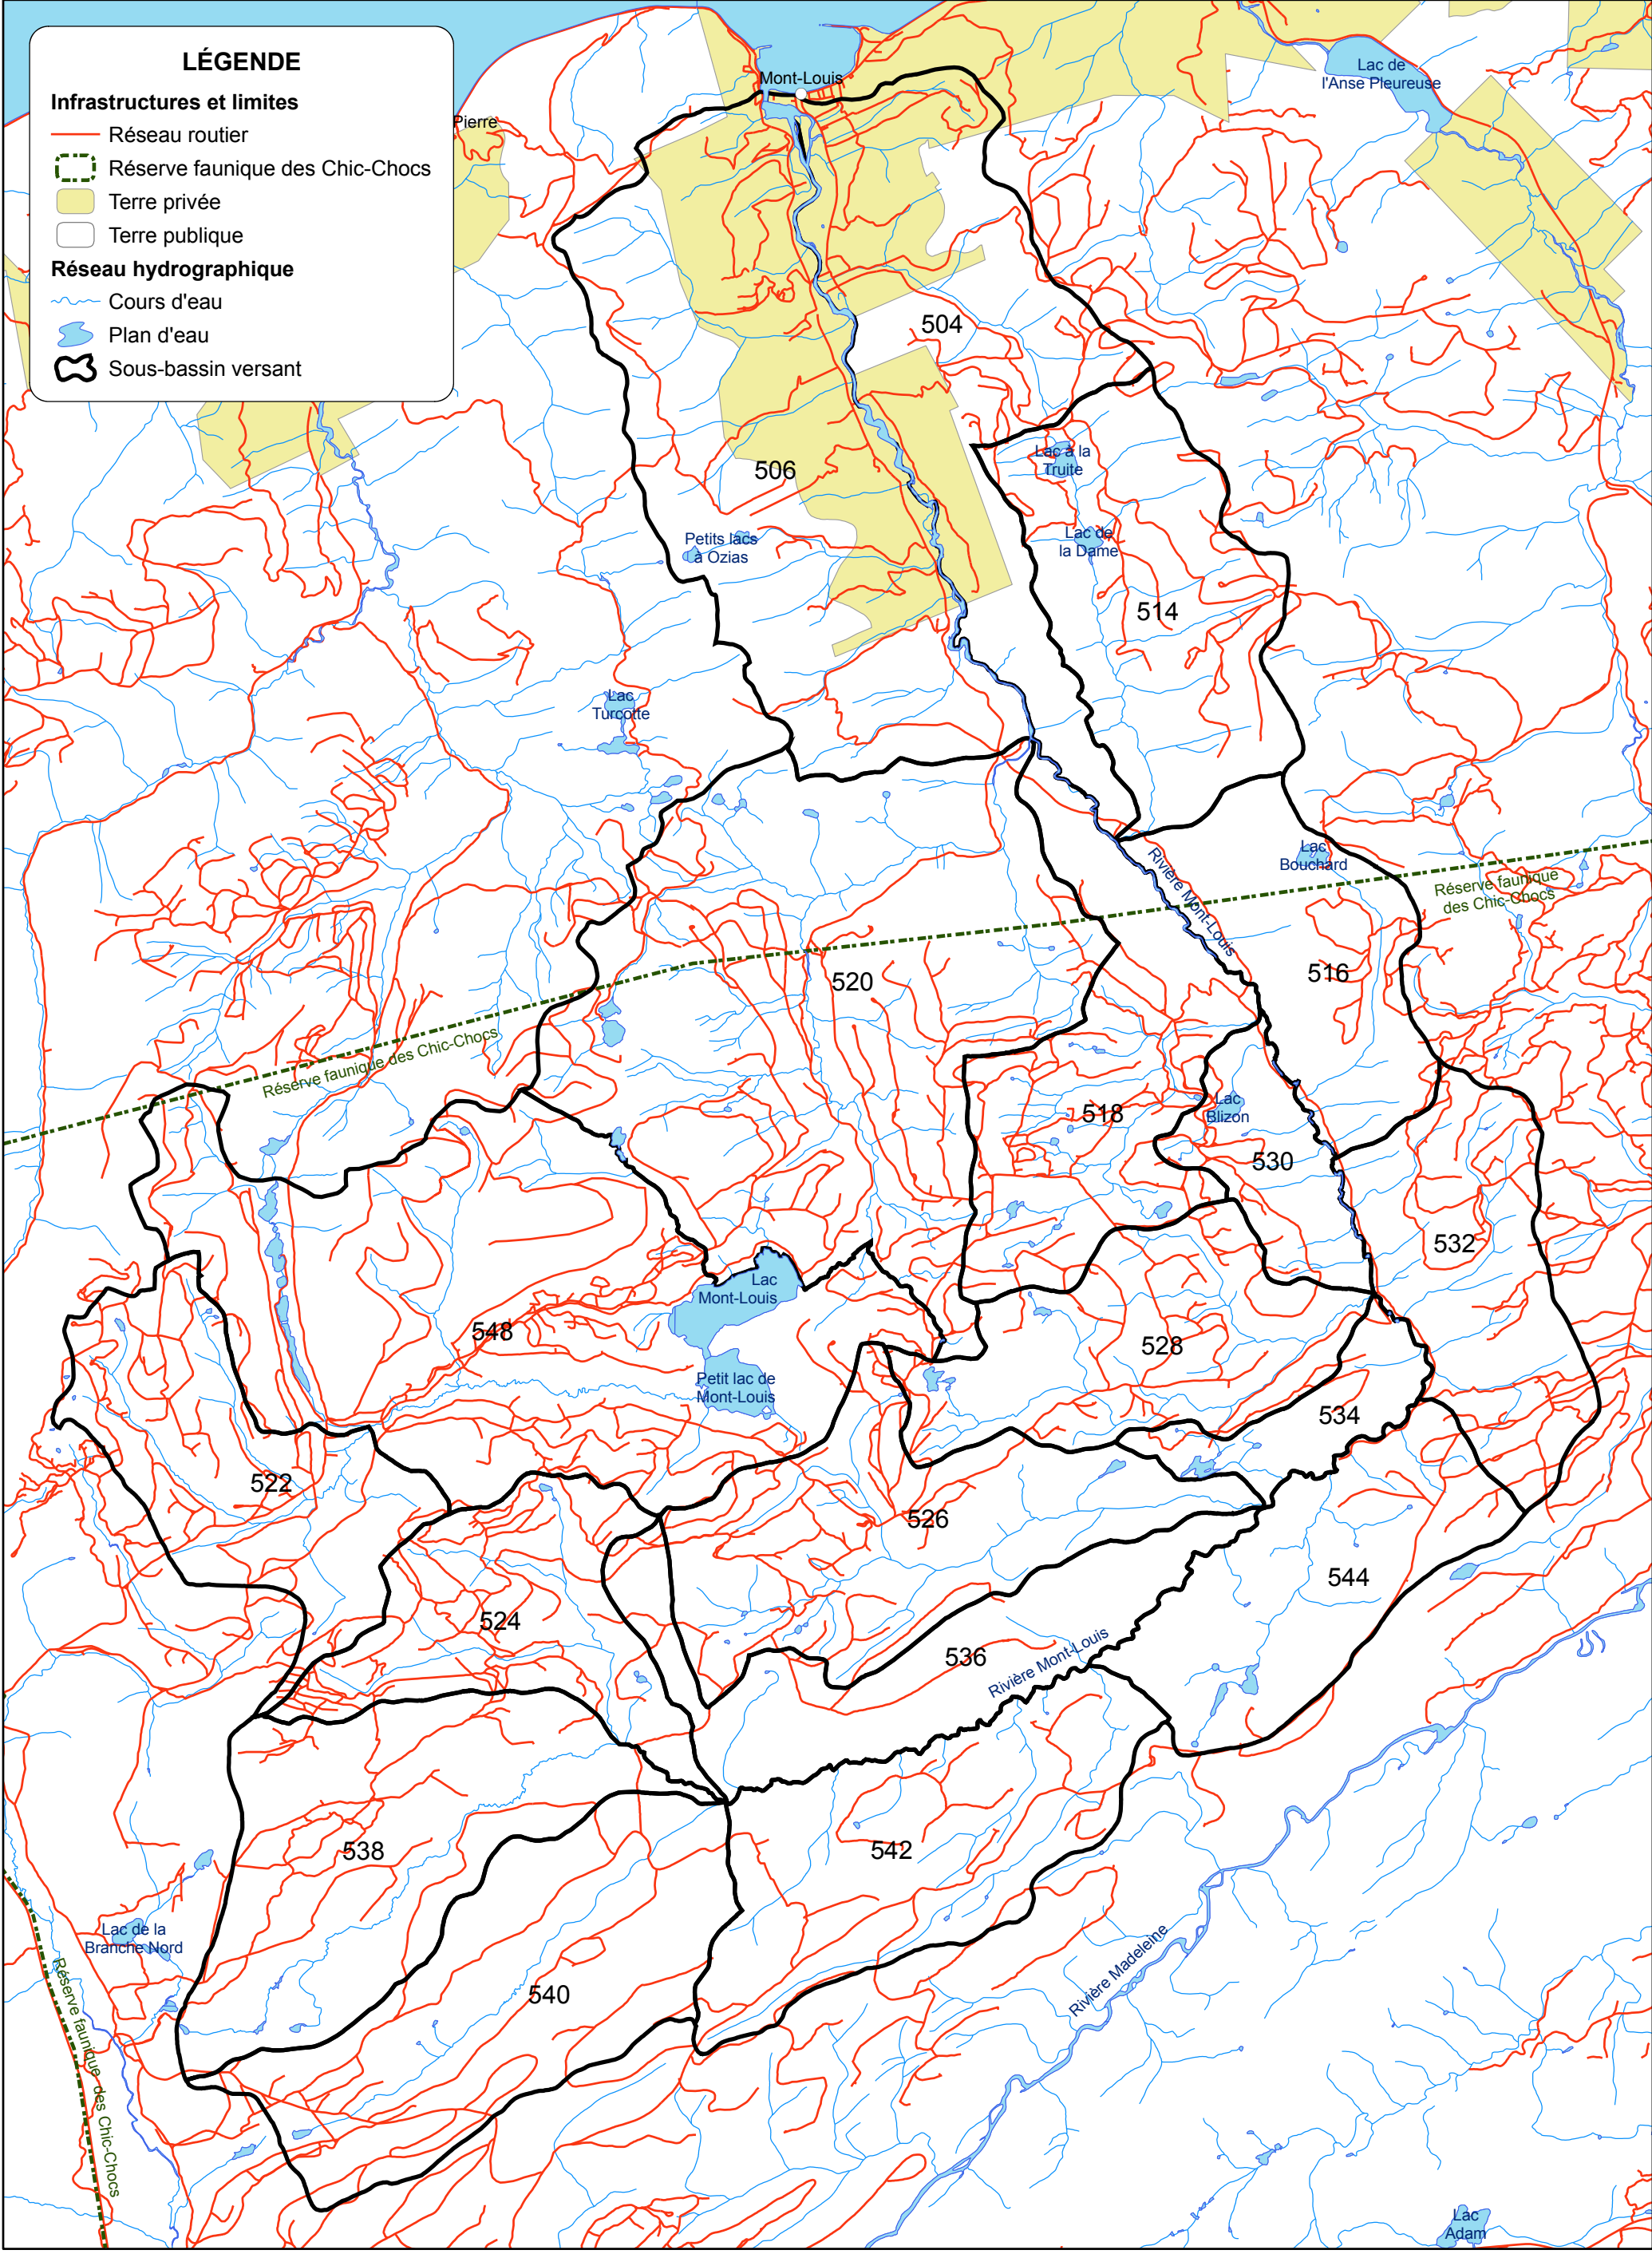 LÉGENDE
Infrastructures et limites
Réseau routier
Réserve faunique des Chic-Chocs
Terre privée
Terre publique
Réseau hydrographique
Cours d'eau
Plan d'eau
Sous-bassin versant
Mont-Louis
Lac de
l'Anse Pleureuse
Pierre
504
Lac à la
Truite
506
Petits lacs
à Ozias
Lac de
la Dame
514
Lac
Turcotte
Lac
Bouchard
Rivière Mont-Louis
Réserve faunique
des Chic-Chocs
520
516
Réserve faunique des Chic-Chocs
518
Lac
Blizon
530
532
Lac
Mont-Louis
548
528
Petit lac de
Mont-Louis
534
522
526
544
524
536
Rivière Mont-Louis
538
542
Lac de la
Branche Nord
Rivière Madeleine
540
Réserve faunique des Chic-Chocs
Lac
Adam